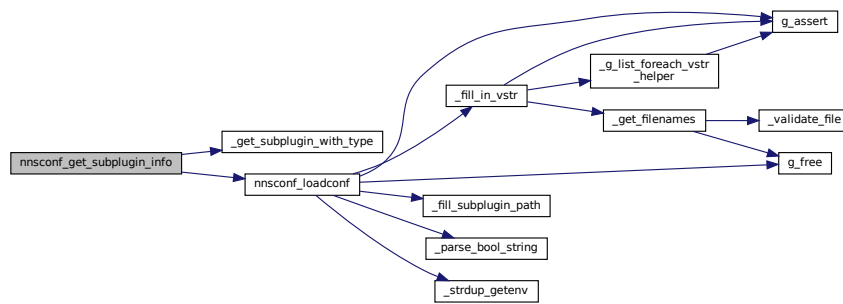 nnsconf_get_subplugin_info
_get_subplugin_with_type
nnsconf_loadconf
_fill_in_vstr
_fill_subplugin_path
_parse_bool_string
_strdup_getenv
_g_list_foreach_vstr
_helper
_get_filenames
g_assert
_validate_file
g_free